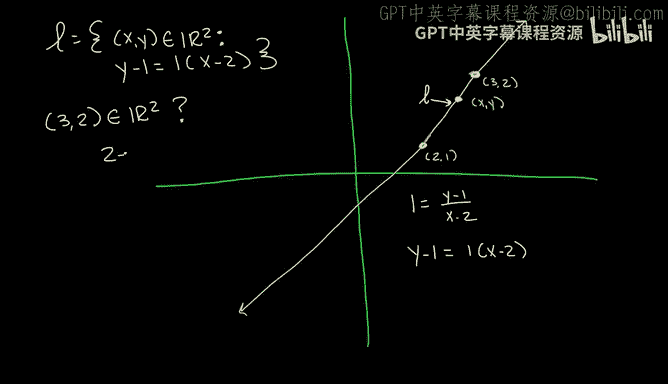 GPT中英字幕课程资源@bilibili.com
GPT中英字幕课程资源 bilibili
l = { (x,y) ∈ ℝ² :
y-1 = 1(x-2) }
(3,2) ∈ ℝ² ?
2-
(3,2)
l → (x,y)
(2,1)
1 = \frac{y-1}{x-2}
y-1 = 1(x-2)